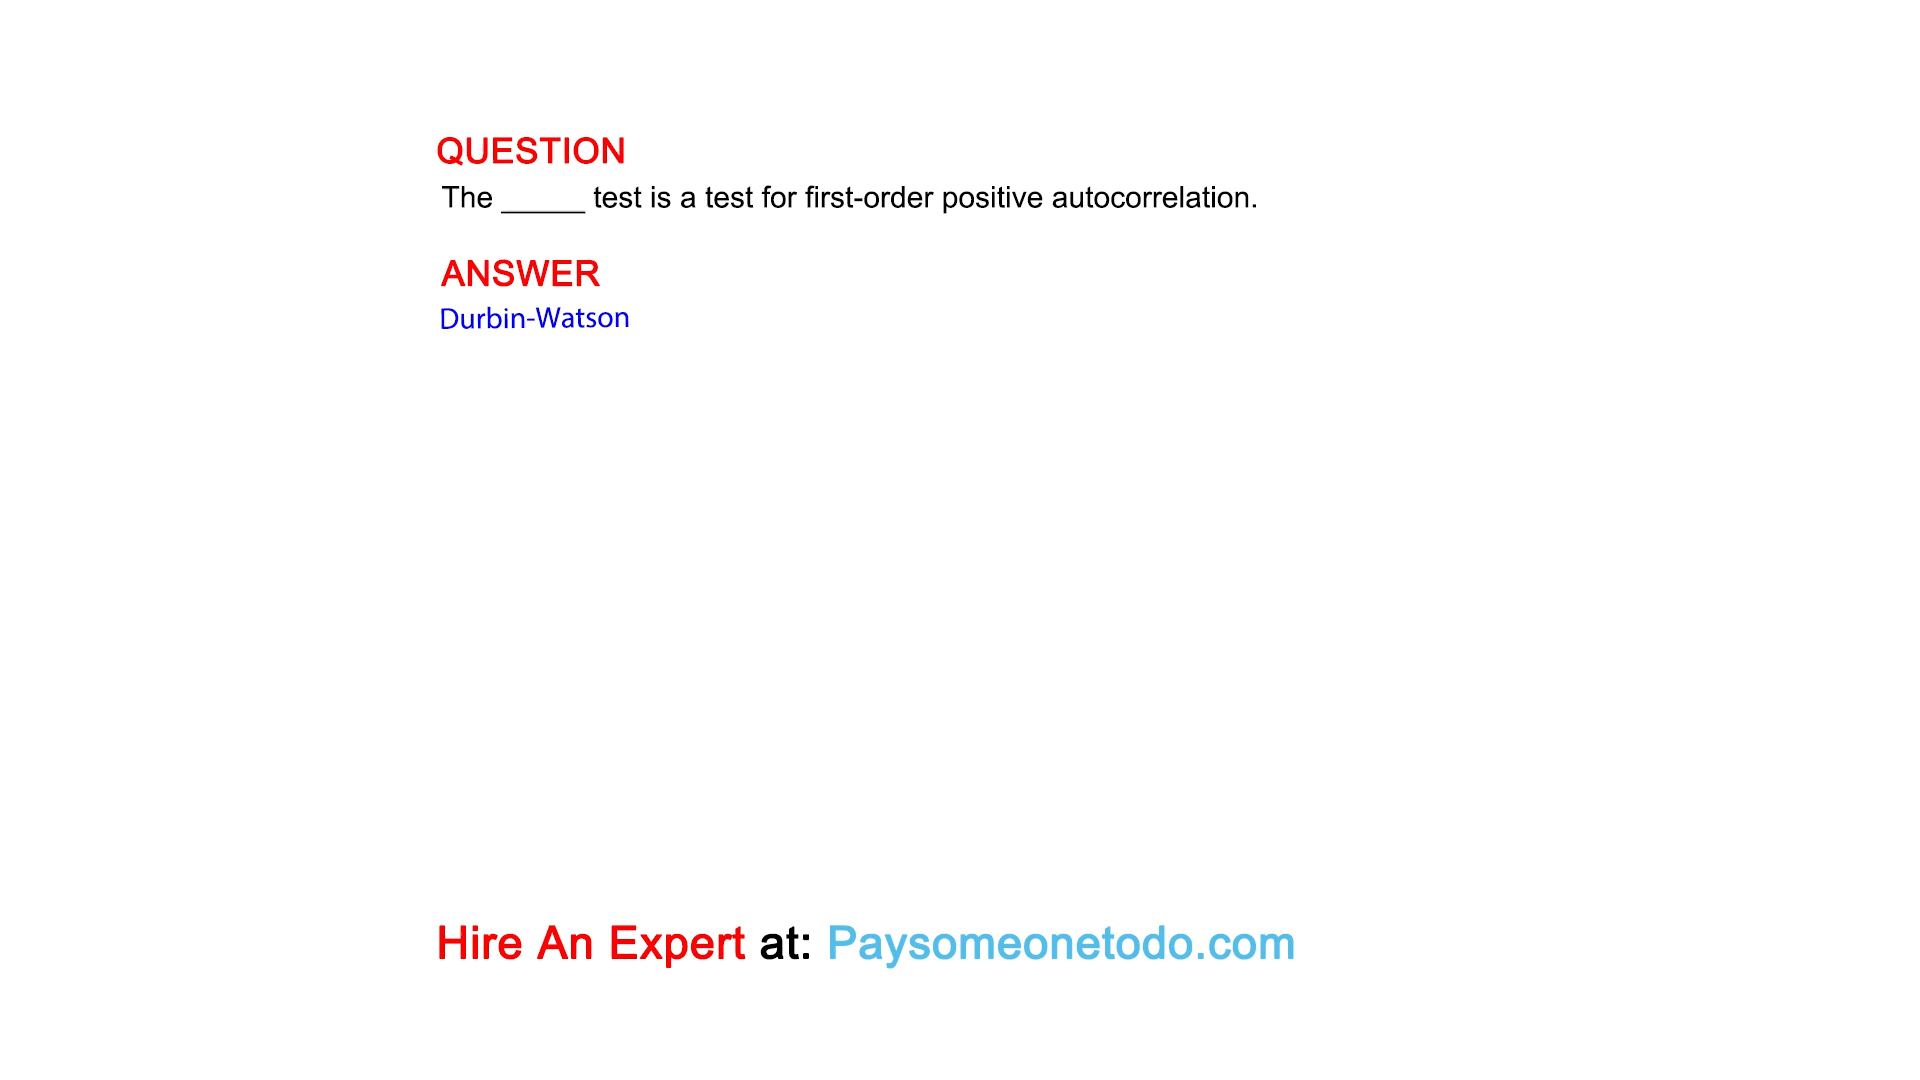 QUESTION
The _____ test is a test for first-order positive autocorrelation.
ANSWER
Durbin-Watson
Hire An Expert at: Paysomeonetodo.com